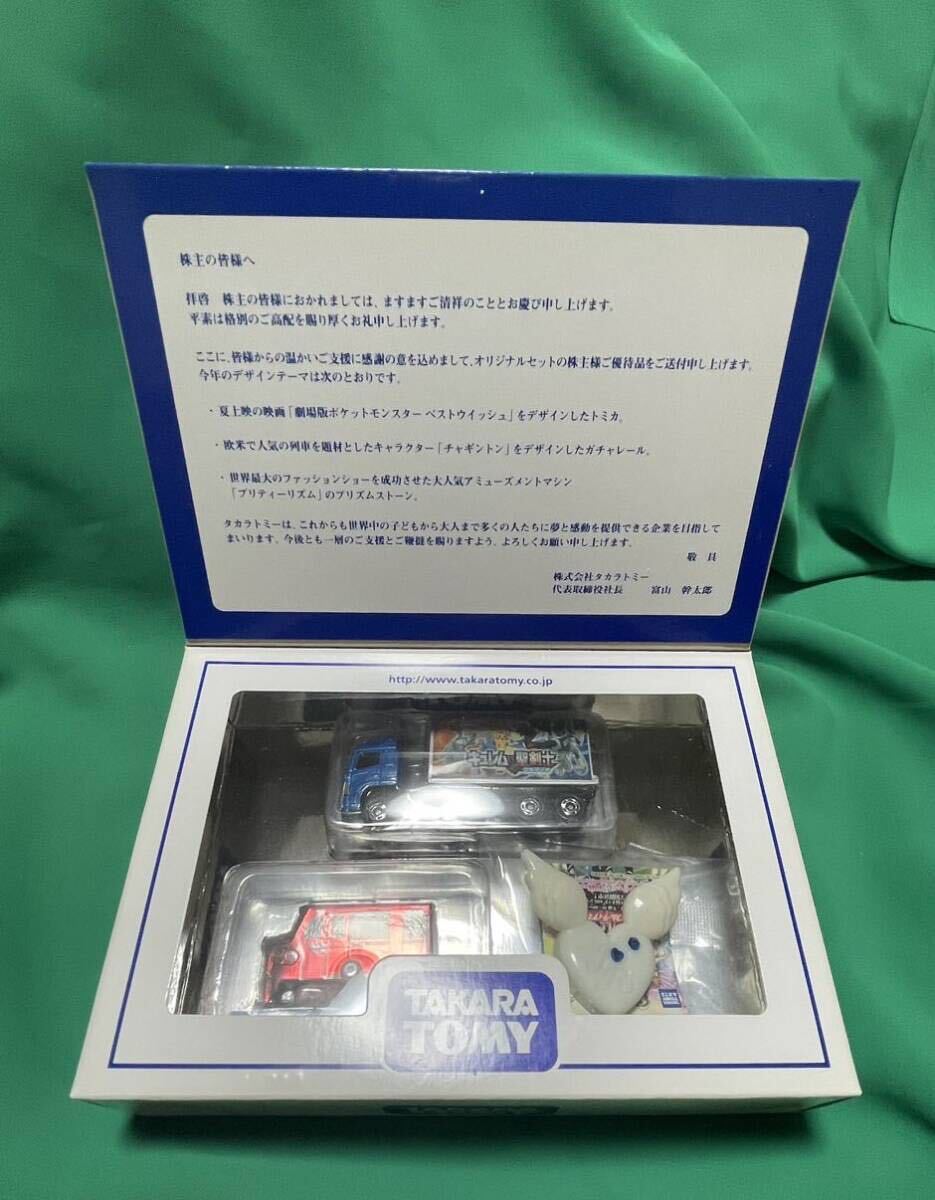 株主の皆様へ
拝啓　株主の皆様におかれましては、ますますご清祥のこととお慶び申し上げます。
平素は格別のご高配を賜り厚くお礼申し上げます。
ここに、皆様からの温かいご支援に感謝の意を込めまして、オリジナルセットの株主様ご優待品をご送付申し上げます。
今年のデザインテーマは次のとおりです。
・夏上映の映画「劇場版ポケットモンスター ベストウイッシュ」をデザインしたトミカ。
・欧米で人気の列車を題材としたキャラクター「チャギントン」をデザインしたガチャレール。
・世界最大のファッションショーを成功させた大人気アミューズメントマシン
「プリティーリズム」のプリズムストーン。
タカラトミーは、これからも世界中の子どもから大人まで多くの人たちに夢と感動を提供できる企業を目指して
まいります。今後とも一層のご支援とご鞭撻を賜りますよう、よろしくお願い申し上げます。
敬 具
株式会社タカラトミー
代表取締役社長　富山 幹太郎
http://www.takaratomy.co.jp
TOMY
キュレム 聖剣士
TAKARA
TOMY